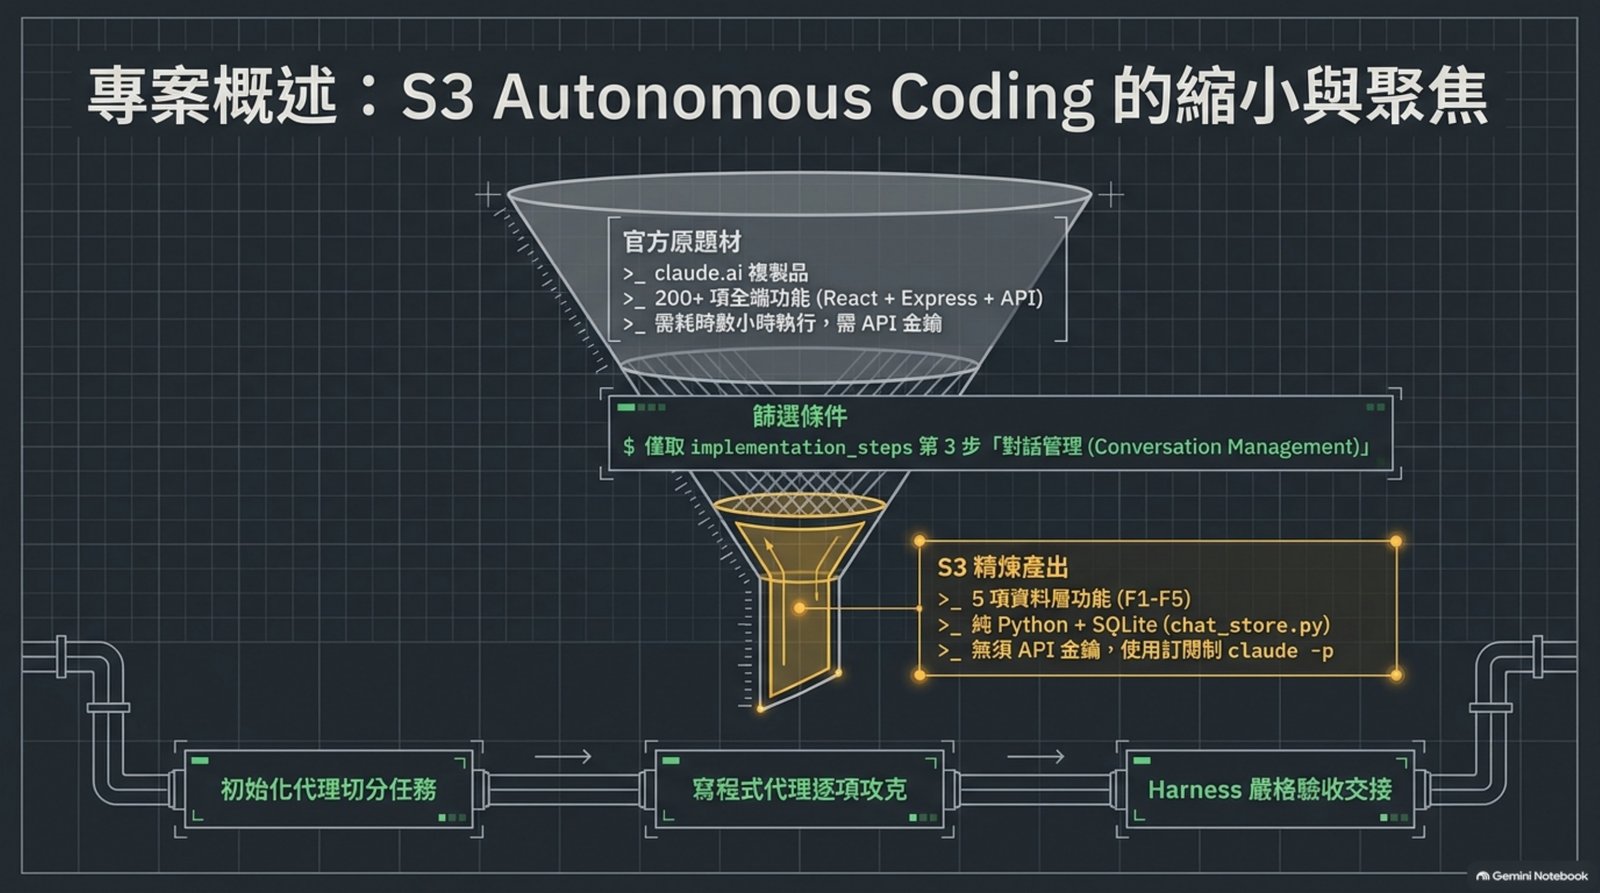 專案概述：S3 Autonomous Coding 的縮小與聚焦
官方原題材
>_ claude.ai 複製品
>_ 200+ 項全端功能 (React + Express + API)
>_ 需耗時數小時執行，需 API 金鑰
篩選條件
$ 僅取 implementation_steps 第 3 步「對話管理 (Conversation Management)」
S3 精煉產出
>_ 5 項資料層功能 (F1-F5)
>_ 純 Python + SQLite (chat_store.py)
>_ 無須 API 金鑰，使用訂閱制 claude -p
初始化代理切分任務
寫程式代理逐項攻克
Harness 嚴格驗收交接
Gemini Notebook